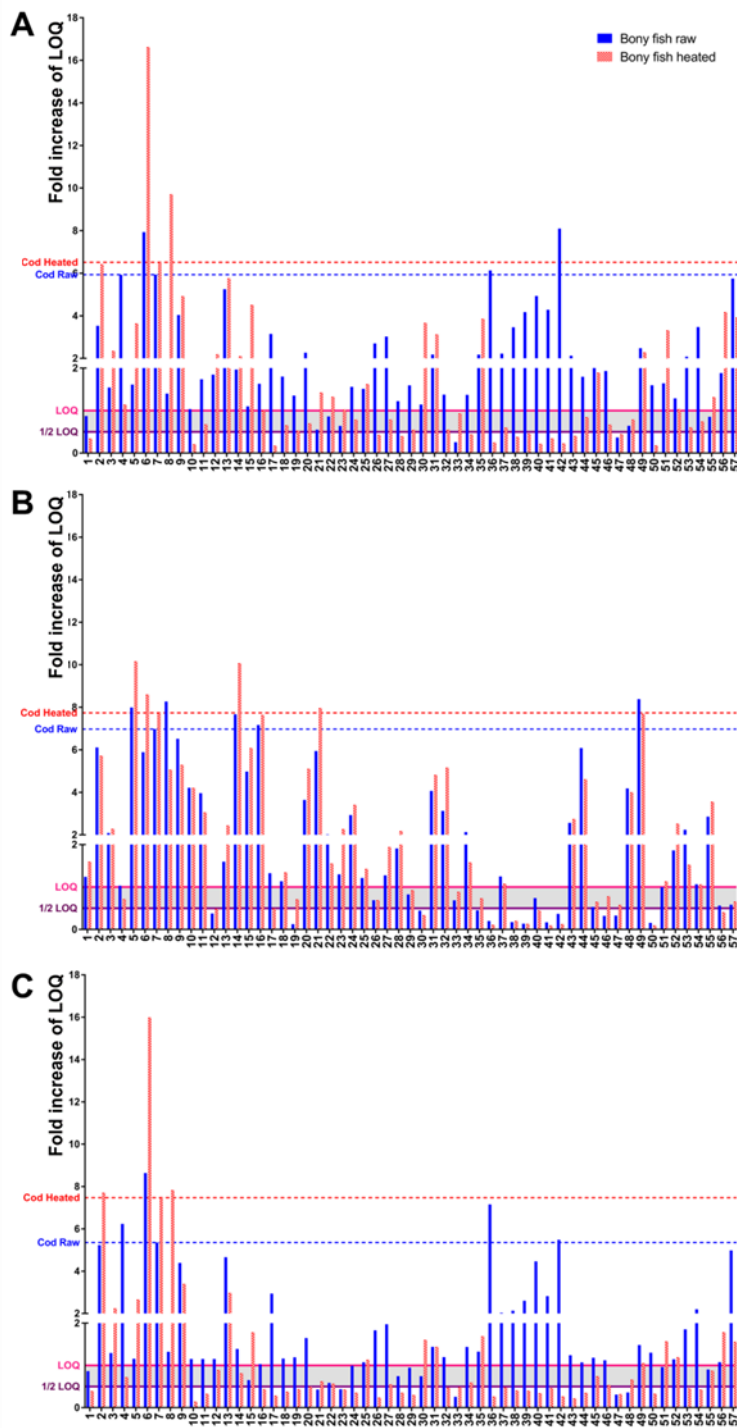 A
Fold increase of LOQ
Bony fish raw
Bony fish heated
18
16
14
12
10
8
Cod Heated
6
Cod Raw
4
2
2
LOQ
1/2 LOQ
0
1 2 3 4 5 6 7 8 9 10 11 12 13 14 15 16 17 18 19 20 21 22 23 24 25 26 27 28 29 30 31 32 33 34 35 36 37 38 39 40 41 42 43 44 45 46 47 48 49 50 51 52 53 54 55 56 57
B
Fold increase of LOQ
18
16
14
12
10
8
Cod Heated
Cod Raw
6
4
2
2
LOQ
1/2 LOQ
0
1 2 3 4 5 6 7 8 9 10 11 12 13 14 15 16 17 18 19 20 21 22 23 24 25 26 27 28 29 30 31 32 33 34 35 36 37 38 39 40 41 42 43 44 45 46 47 48 49 50 51 52 53 54 55 56 57
C
Fold increase of LOQ
18
16
14
12
10
8
Cod Heated
6
Cod Raw
4
2
2
LOQ
1/2 LOQ
0
1 2 3 4 5 6 7 8 9 10 11 12 13 14 15 16 17 18 19 20 21 22 23 24 25 26 27 28 29 30 31 32 33 34 35 36 37 38 39 40 41 42 43 44 45 46 47 48 49 50 51 52 53 54 55 56 57